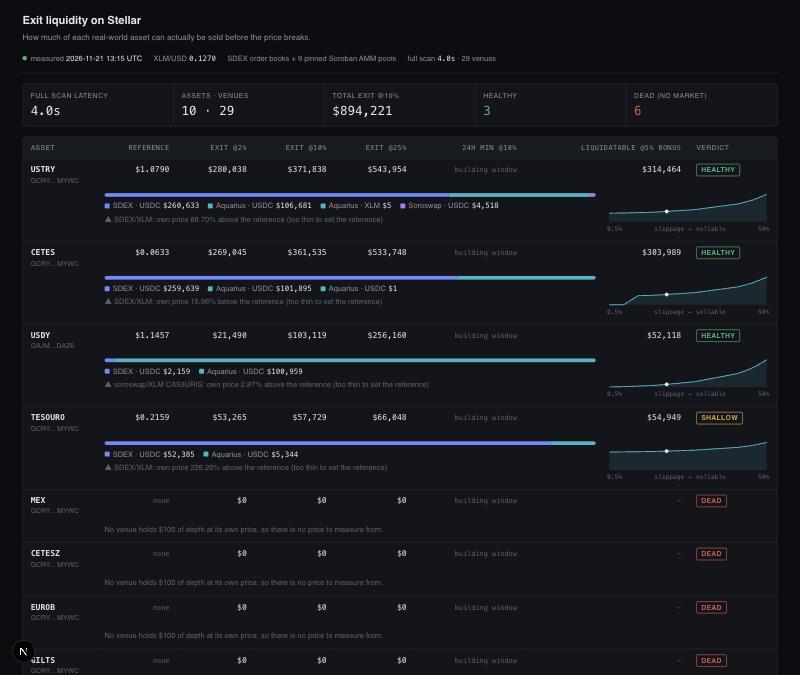 Exit liquidity on Stellar
How much of each real-world asset can actually be sold before the price breaks.
measured 2026-11-21 13:15 UTC XLM/USD 0.1270 SDEX order books + 9 pinned Soroban AMM pools full scan 4.0s · 29 venues
FULL SCAN LATENCY ASSETS · VENUES TOTAL EXIT @10% HEALTHY DEAD (NO MARKET)
4.0s 10 · 29 $894,221 3 6
ASSET REFERENCE EXIT @2% EXIT @10% EXIT @25% 24H MIN @10% LIQUIDATABLE @5% BONUS VERDICT
USTRY $1.0790 $280,038 $371,838 $543,954 building window $314,464 HEALTHY
GCRY…MYWC
SDEX · USDC $260,633 Aquarius · USDC $106,681 Aquarius · XLM $5 Soroswap · USDC $4,518
SDEX/XLM: own price 88.70% above the reference (too thin to set the reference)
0.5% slippage → sellable 50%
CETES $0.0633 $269,045 $361,535 $533,748 building window $303,989 HEALTHY
GCRY…MYWC
SDEX · USDC $259,639 Aquarius · USDC $101,895 Aquarius · USDC $1
SDEX/XLM: own price 15.96% below the reference (too thin to set the reference)
0.5% slippage → sellable 50%
USDY $1.1457 $21,490 $103,119 $256,160 building window $52,118 HEALTHY
GAJM…DAZ6
SDEX · USDC $2,159 Aquarius · USDC $100,959
soroswap/XLM CA53URIS: own price 2.87% above the reference (too thin to set the reference)
0.5% slippage → sellable 50%
TESOURO $0.2159 $53,265 $57,729 $66,048 building window $54,949 SHALLOW
GCRY…MYWC
SDEX · USDC $52,385 Aquarius · USDC $5,344
SDEX/XLM: own price 226.20% above the reference (too thin to set the reference)
0.5% slippage → sellable 50%
MEX none $0 $0 $0 building window – DEAD
GCRY…MYWC
No venue holds $100 of depth at its own price, so there is no price to measure from.
CETESZ none $0 $0 $0 building window – DEAD
GCRY…MYWC
No venue holds $100 of depth at its own price, so there is no price to measure from.
EUROB none $0 $0 $0 building window – DEAD
GCRY…MYWC
No venue holds $100 of depth at its own price, so there is no price to measure from.
N
GILTS none $0 $0 $0 building window – DEAD
GCRY…MYWC